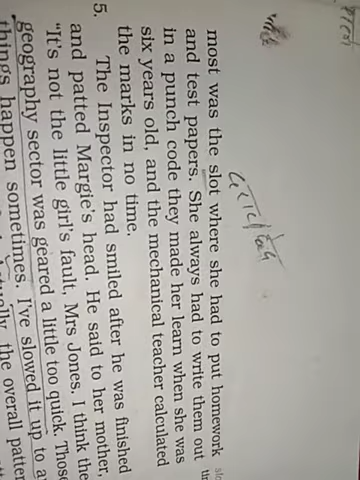 most was the slot where she had to put homework
and test papers. She always had to write them out
in a punch code they made her learn when she was
six years old, and the mechanical teacher calculated
the marks in no time.
5. The Inspector had smiled after he was finished
and patted Margie's head. He said to her mother,
"It's not the little girl's fault, Mrs Jones. I think the
geography sector was geared a little too quick. Those
things happen sometimes. I've slowed it up to a
the overall patter